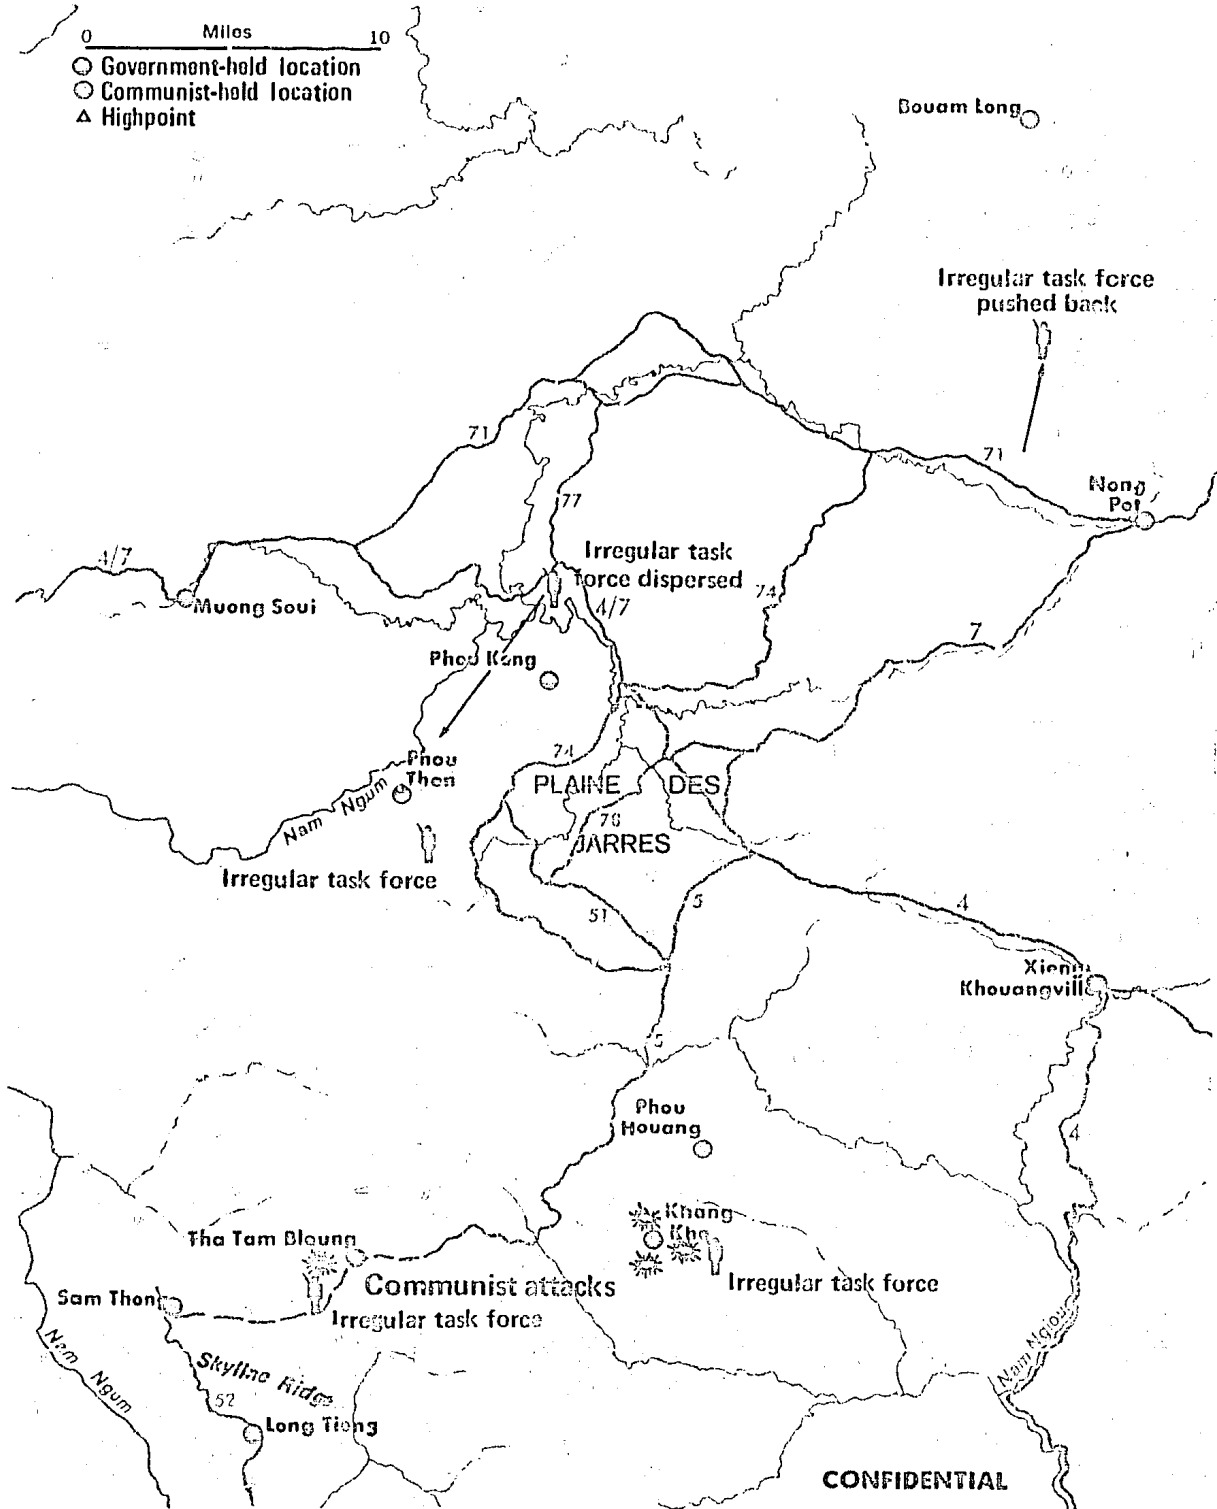 0 Miles 10
Government-held location
Communist-held location
Highpoint
Bouam Long
Irregular task force
pushed back
71
71
Nong
Pet
77
Irregular task
force dispersed
4/7
Muong Soui
4/7
74
7
Phou Keng
74
Phou
Then
PLAINE DES
JARRES
Nam Ngum
76
Irregular task force
51
5
4
Xieng
Khouangville
5
Phou
Houang
4
Khang
Kho
Tha Tam Bleung
Communist attacks
Irregular task force
Sam Thong
Irregular task force
Nam Ngum
Skyline Ridge
52
Long Tieng
Nam Ngiou
CONFIDENTIAL